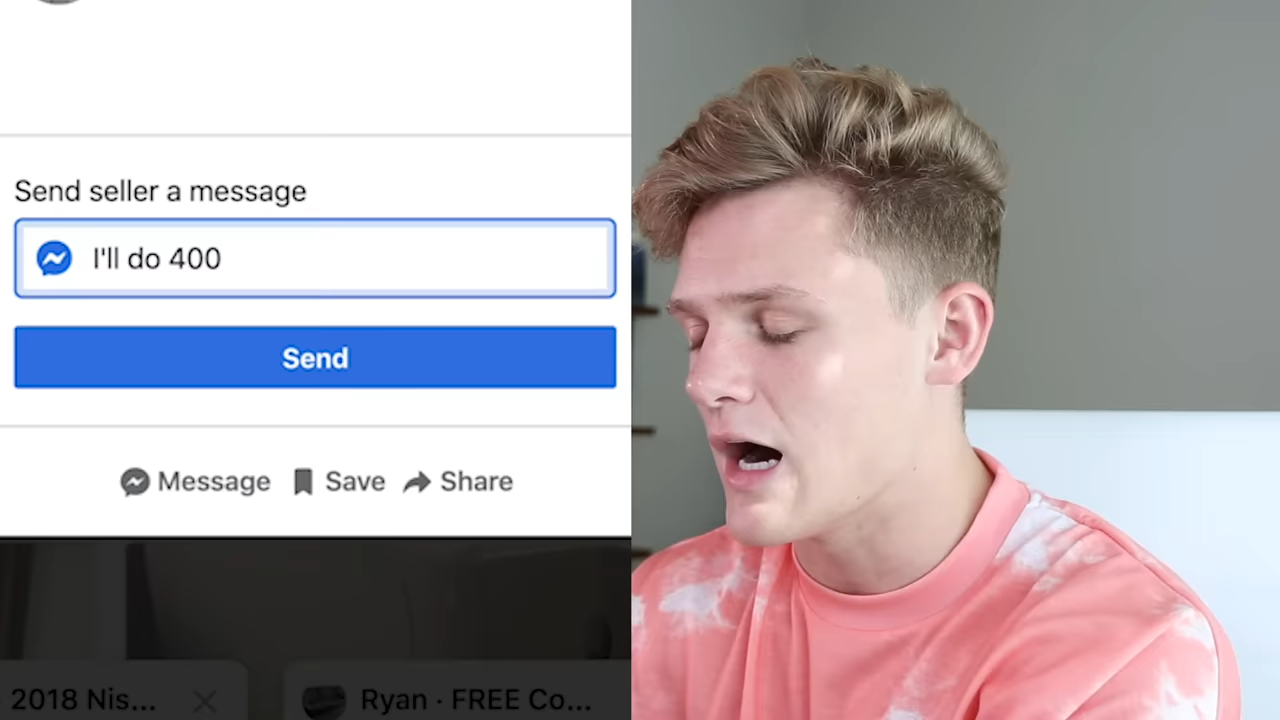 Send seller a message
I'll do 400
Send
Message Save Share
2018 Nis...
Ryan · FREE Co...